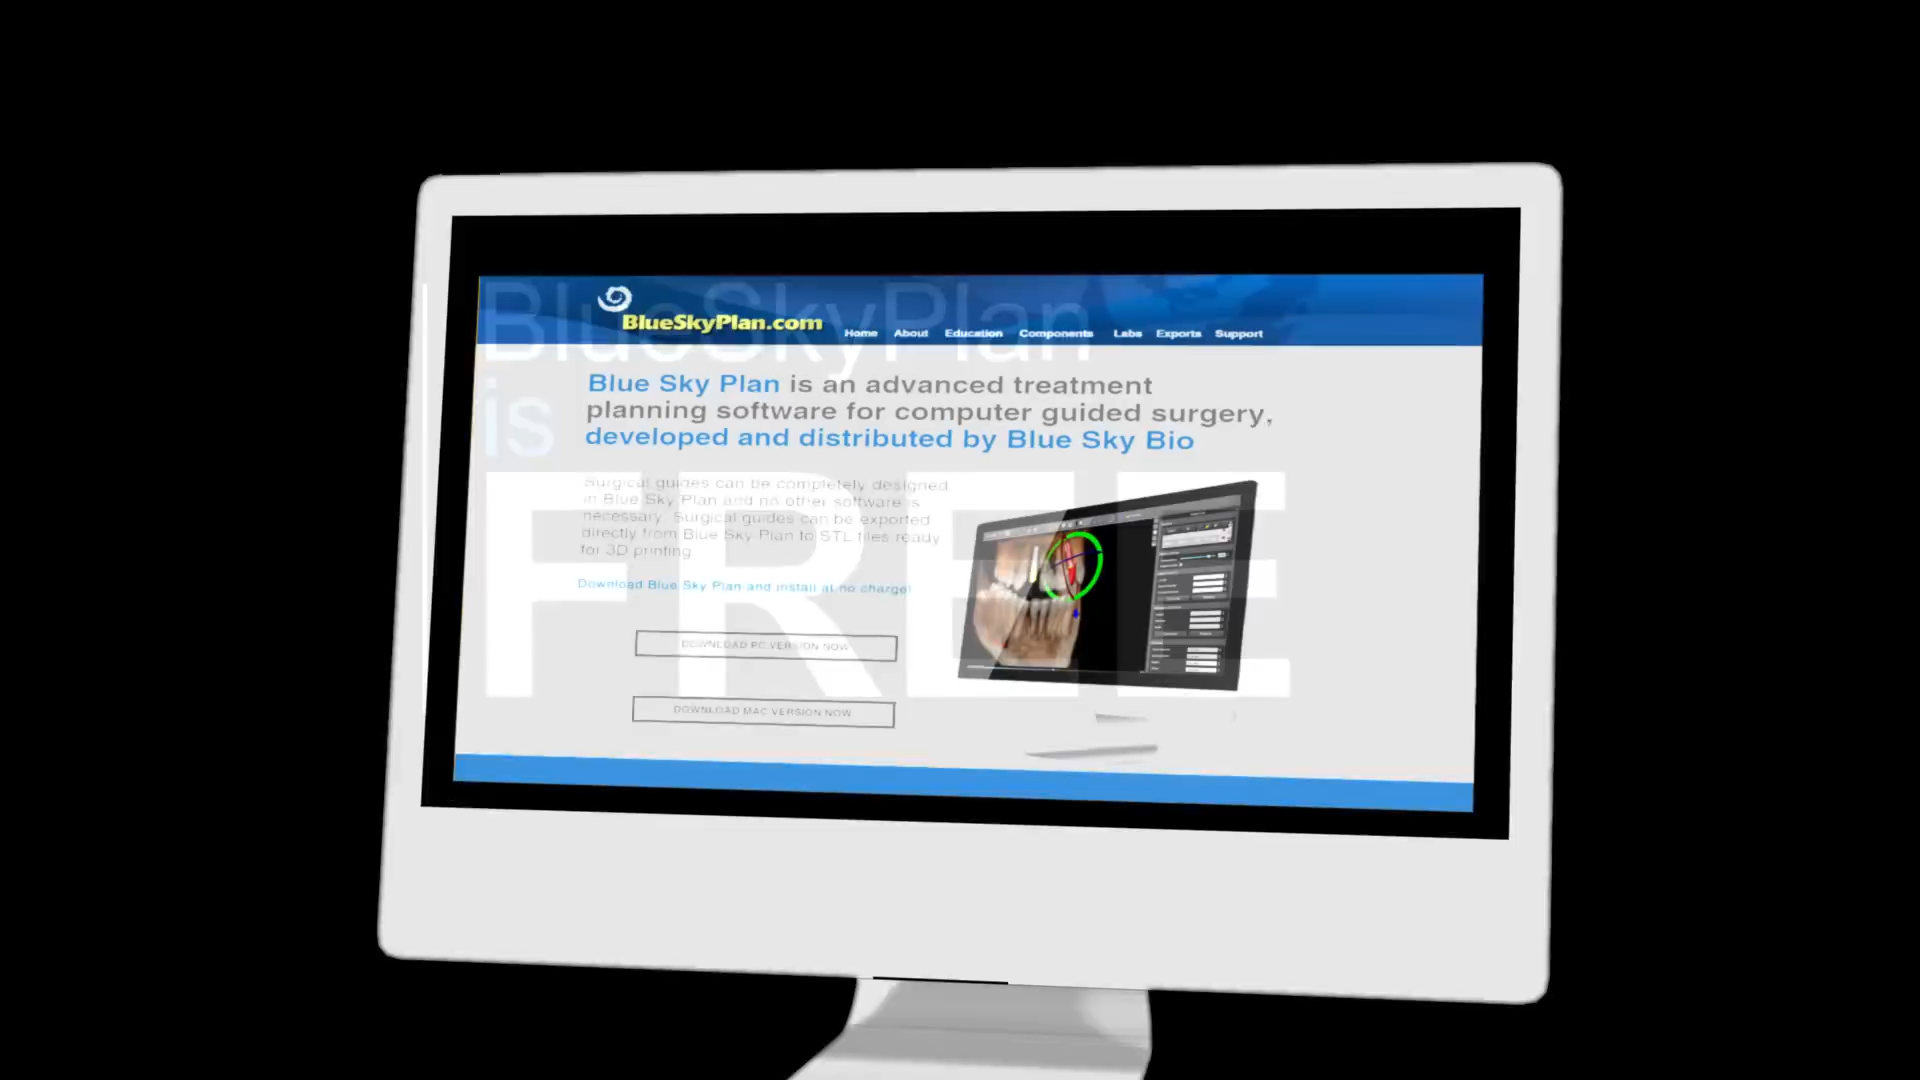 BlueSkyPlan.com
Home About Education Components Labs Exports Support
BlueSkyPlan
is
FREE
Blue Sky Plan is an advanced treatment
planning software for computer guided surgery,
developed and distributed by Blue Sky Bio
Surgical guides can be completely designed
in Blue Sky Plan and no other software is
necessary. Surgical guides can be exported
directly from Blue Sky Plan to STL files ready
for 3D printing
Download Blue Sky Plan and install at no charge!
DOWNLOAD PC VERSION NOW
DOWNLOAD MAC VERSION NOW